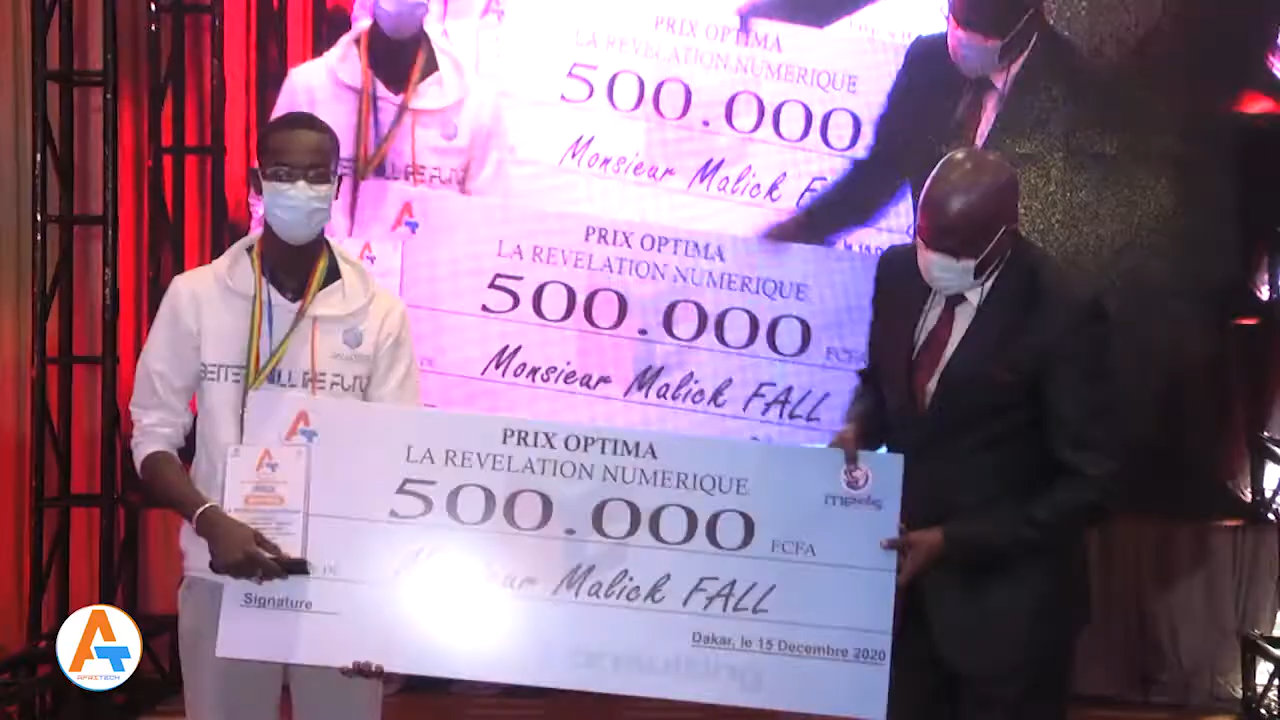 PRIX OPTIMA
LA REVELATION NUMERIQUE
500.000
Monsieur Malick
PRIX OPTIMA
LA REVELATION NUMERIQUE
500.000 FCFA
Monsieur Malick FALL
PRIX OPTIMA
LA REVELATION NUMERIQUE
500.000 FCFA
Malick FALL
Signature
Dakar, le 15 Decembre 2020
AFRITECH